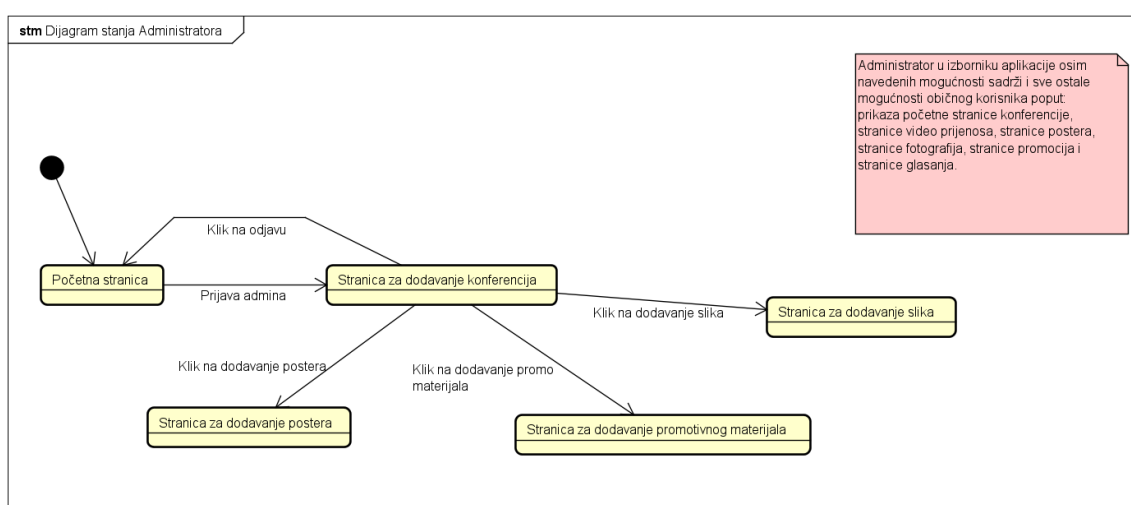 stm Dijagram stanja Administratora
Administrator u izborniku aplikacije osim
navedenih mogućnosti sadrži i sve ostale
mogućnosti običnog korisnika poput:
prikaza početne stranice konferencije,
stranice video prijenosa, stranice postera,
stranice fotografija, stranice promocija i
stranice glasanja.
Klik na odjavu
Početna stranica
Prijava admina
Stranica za dodavanje konferencija
Klik na dodavanje slika
Stranica za dodavanje slika
Klik na dodavanje postera
Klik na dodavanje promo
materijala
Stranica za dodavanje postera
Stranica za dodavanje promotivnog materijala